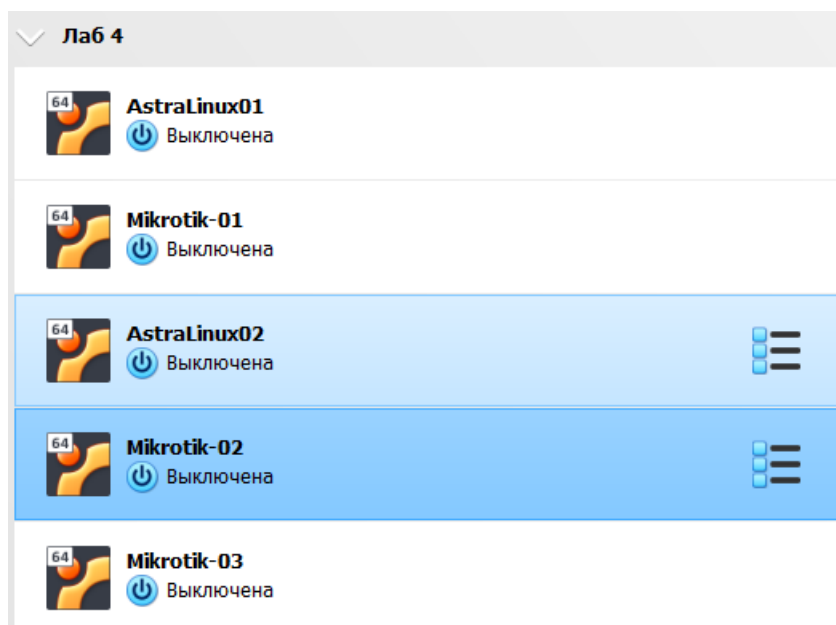 Лаб 4
64
AstraLinux01
Выключена
64
Mikrotik-01
Выключена
64
AstraLinux02
Выключена
64
Mikrotik-02
Выключена
64
Mikrotik-03
Выключена